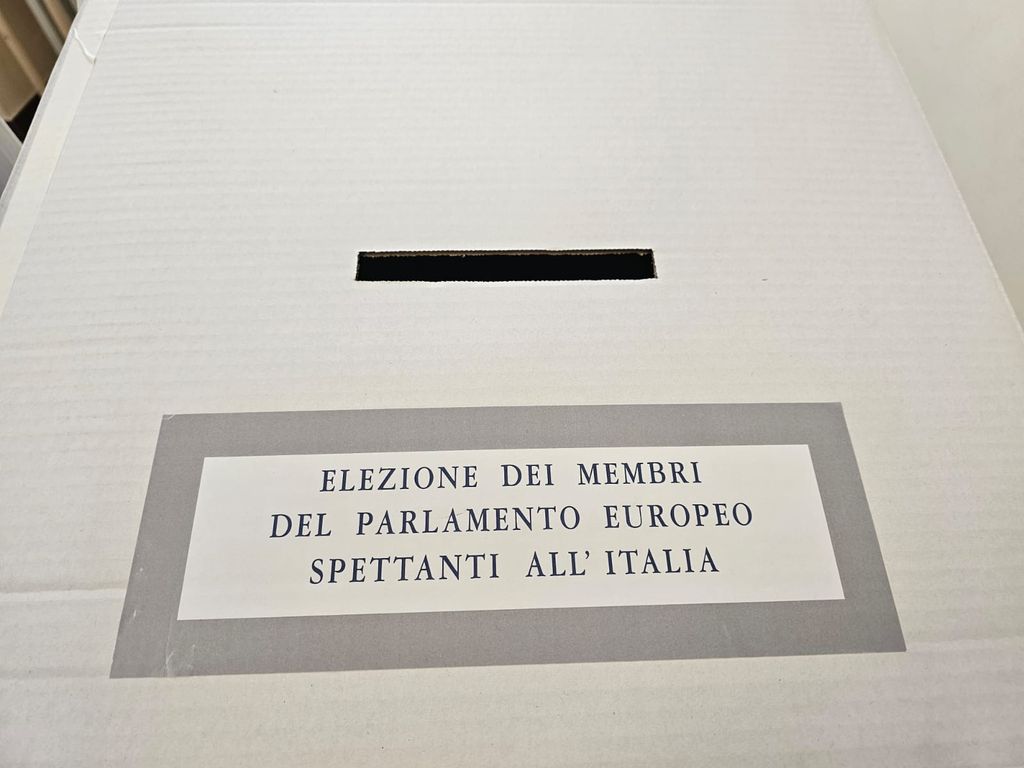 ELEZIONE DEI MEMBRI
DEL PARLAMENTO EUROPEO
SPETTANTI ALL' ITALIA